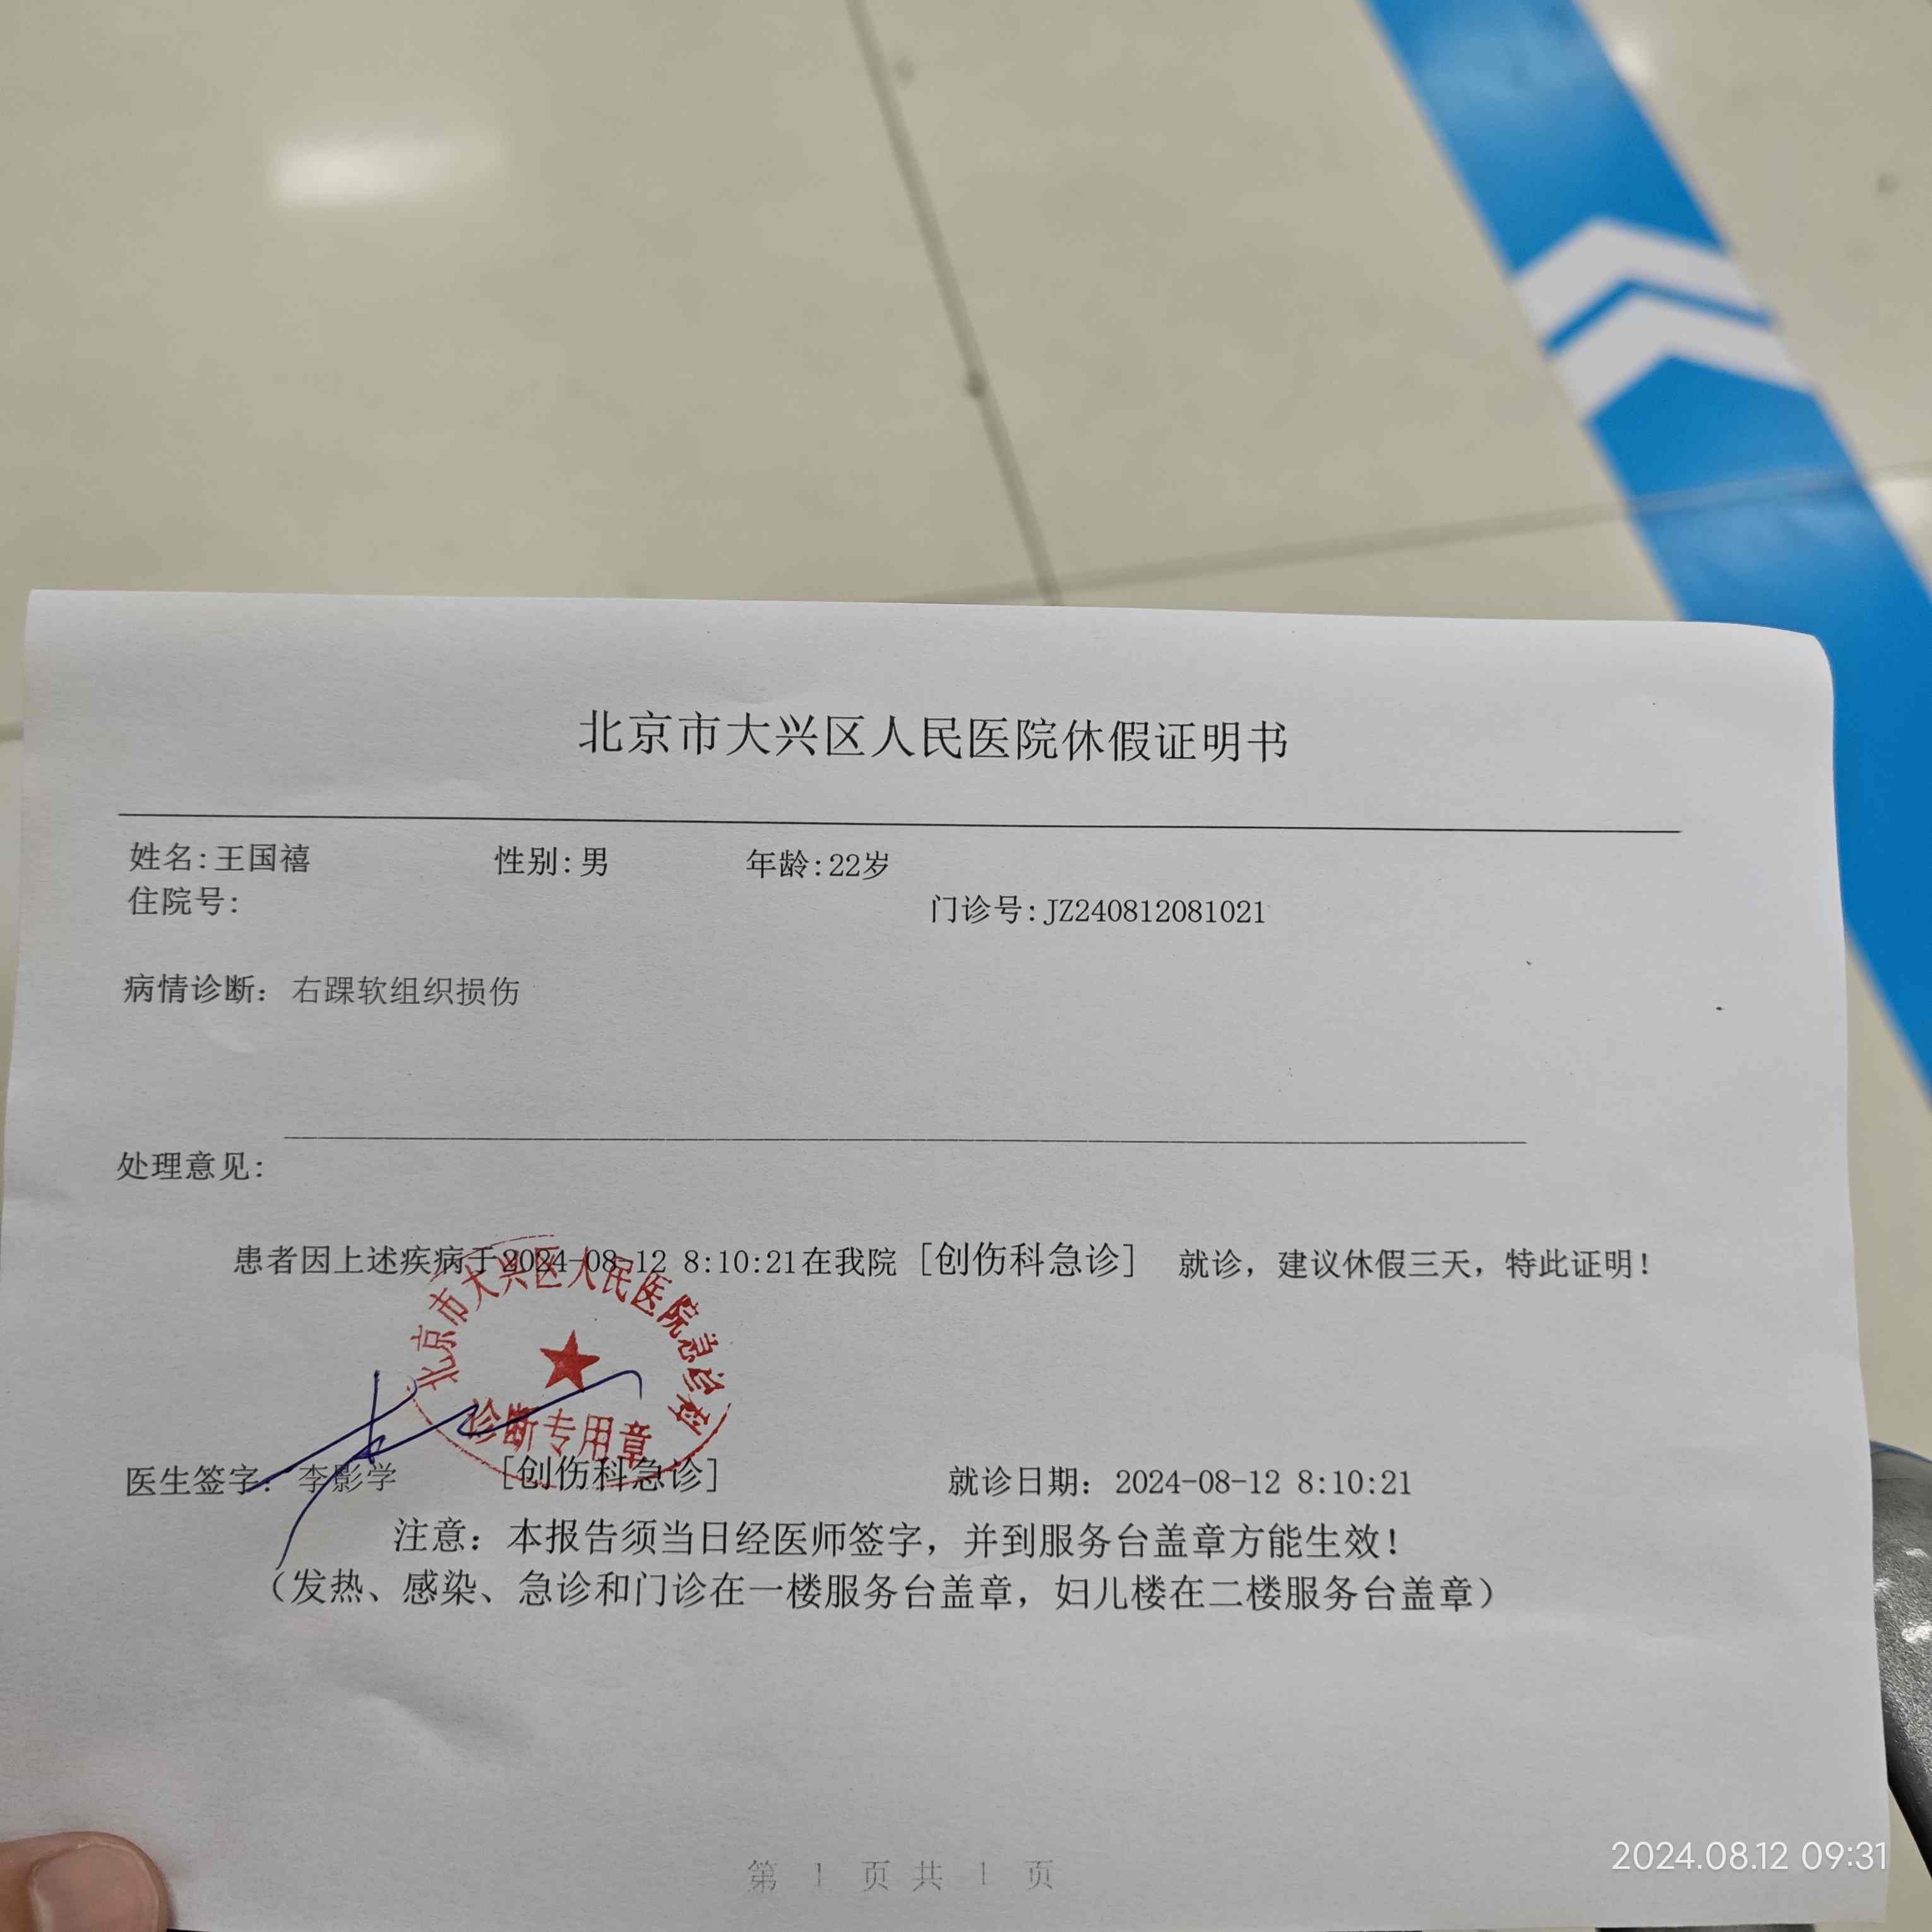 北京市大兴区人民医院休假证明书
姓名:王国禧 性别:男 年龄:22岁
住院号: 门诊号:JZ240812081021
病情诊断: 右踝软组织损伤
处理意见:
患者因上述疾病于2024-08-12 8:10:21在我院 [创伤科急诊] 就诊, 建议休假三天, 特此证明!
北京市大兴区人民医院急诊科
诊断专用章
医生签字: 李影学 [创伤科急诊] 就诊日期: 2024-08-12 8:10:21
注意: 本报告须当日经医师签字, 并到服务台盖章方能生效!
(发热、感染、急诊和门诊在一楼服务台盖章, 妇儿楼在二楼服务台盖章)
第 1 页 共 1 页
2024.08.12 09:31